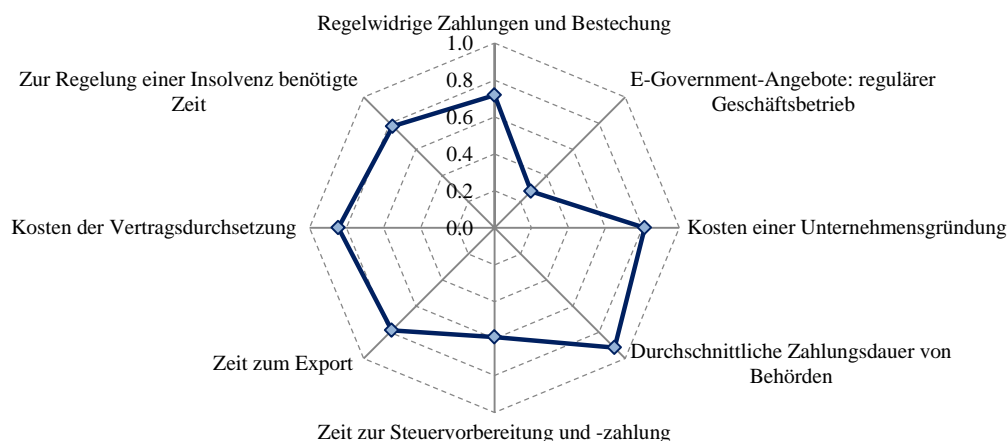 Regelwidrige Zahlungen und Bestechung
E-Government-Angebote: regulärer
Geschäftsbetrieb
Kosten einer Unternehmensgründung
Durchschnittliche Zahlungsdauer von
Behörden
Zeit zur Steuervorbereitung und -zahlung
Zeit zum Export
Kosten der Vertragsdurchsetzung
Zur Regelung einer Insolvenz benötigte
Zeit
1.0
0.8
0.6
0.4
0.2
0.0